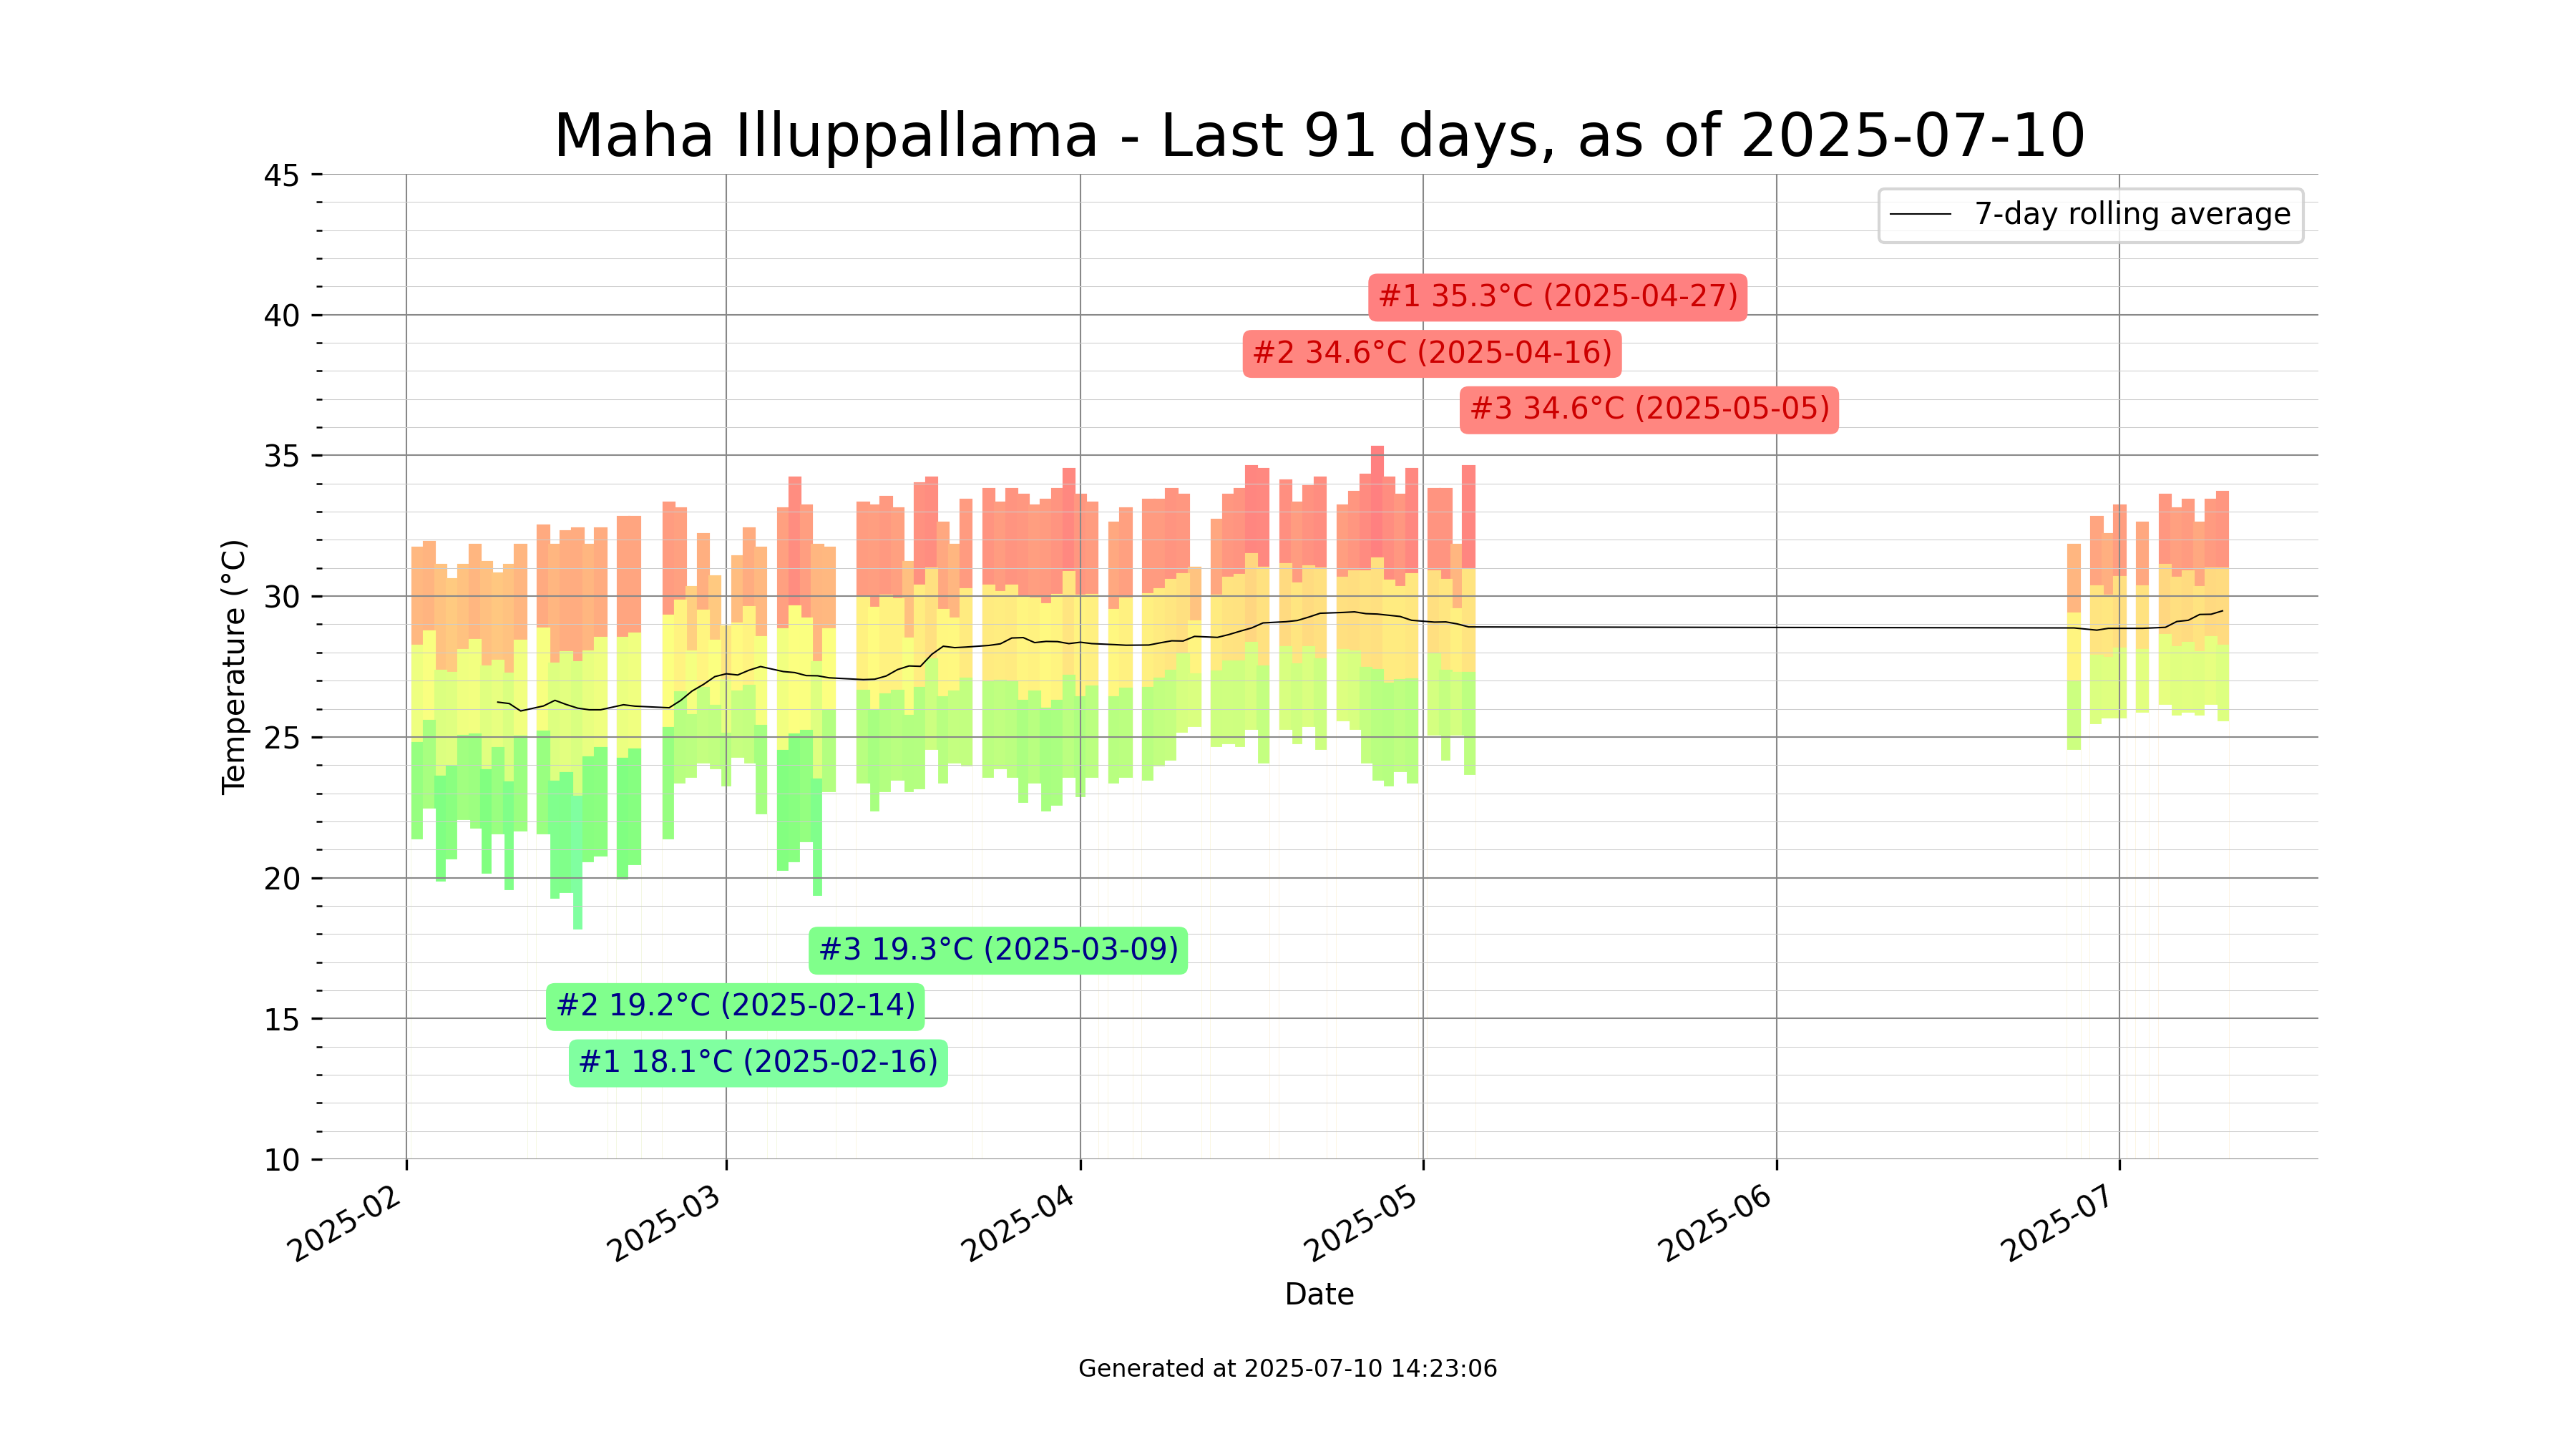 Maha Illuppallama - Last 91 days, as of 2025-07-10
45
40
35
30
25
20
15
10
Temperature (°C)
7-day rolling average
#1 35.3°C (2025-04-27)
#2 34.6°C (2025-04-16)
#3 34.6°C (2025-05-05)
#3 19.3°C (2025-03-09)
#2 19.2°C (2025-02-14)
#1 18.1°C (2025-02-16)
2025-02
2025-03
2025-04
2025-05
2025-06
2025-07
Date
Generated at 2025-07-10 14:23:06